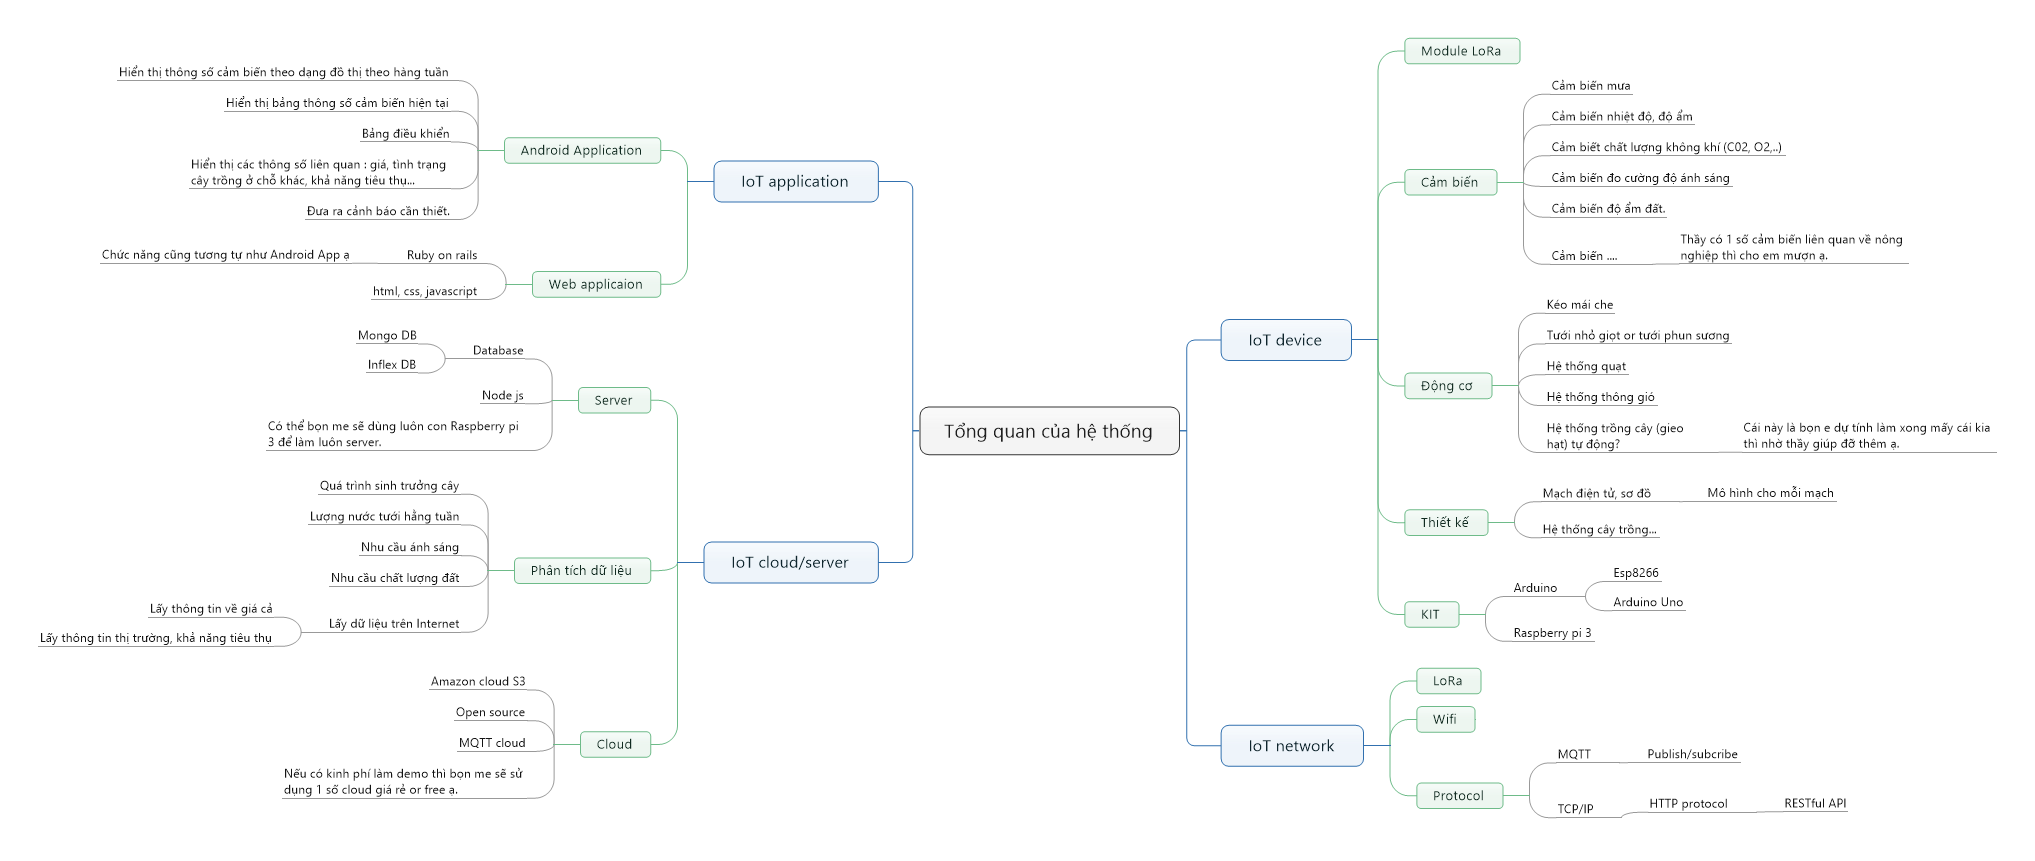 Tổng quan của hệ thống
IoT application
Android Application
Hiển thị thông số cảm biến theo dạng đồ thị theo hàng tuần
Hiển thị bảng thông số cảm biến hiện tại
Bảng điều khiển
Hiển thị các thông số liên quan : giá, tình trạng
cây trồng ở chỗ khác, khả năng tiêu thụ...
Đưa ra cảnh báo cần thiết.
Web applicaion
Ruby on rails
Chức năng cũng tương tự như Android App ạ
html, css, javascript
IoT cloud/server
Server
Database
Mongo DB
Inflex DB
Node js
Có thể bọn me sẽ dùng luôn con Raspberry pi
3 để làm luôn server.
Phân tích dữ liệu
Quá trình sinh trưởng cây
Lượng nước tưới hằng tuần
Nhu cầu ánh sáng
Nhu cầu chất lượng đất
Lấy dữ liệu trên Internet
Lấy thông tin về giá cả
Lấy thông tin thị trường, khả năng tiêu thụ
Cloud
Amazon cloud S3
Open source
MQTT cloud
Nếu có kinh phí làm demo thì bọn me sẽ sử
dụng 1 số cloud giá rẻ or free ạ.
IoT device
Module LoRa
Cảm biến
Cảm biến mưa
Cảm biến nhiệt độ, độ ẩm
Cảm biết chất lượng không khí (C02, O2,..)
Cảm biến đo cường độ ánh sáng
Cảm biến độ ẩm đất.
Cảm biến ....
Thầy có 1 số cảm biến liên quan về nông
nghiệp thì cho em mượn ạ.
Động cơ
Kéo mái che
Tưới nhỏ giọt or tưới phun sương
Hệ thống quạt
Hệ thống thông gió
Hệ thống trồng cây (gieo
hạt) tự động?
Cái này là bọn e dự tính làm xong mấy cái kia
thì nhờ thầy giúp đỡ thêm ạ.
Thiết kế
Mạch điện tử, sơ đồ
Mô hình cho mỗi mạch
Hệ thống cây trồng...
KIT
Arduino
Esp8266
Arduino Uno
Raspberry pi 3
IoT network
LoRa
Wifi
Protocol
MQTT
Publish/subcribe
TCP/IP
HTTP protocol
RESTful API